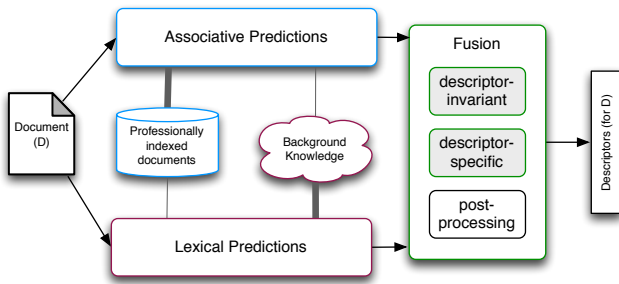 Associative Predictions
Fusion
descriptor-
invariant
Document
(D)
Professionally
indexed
documents
Background
Knowledge
descriptor-
specific
Descriptors (for D)
post-
processing
Lexical Predictions